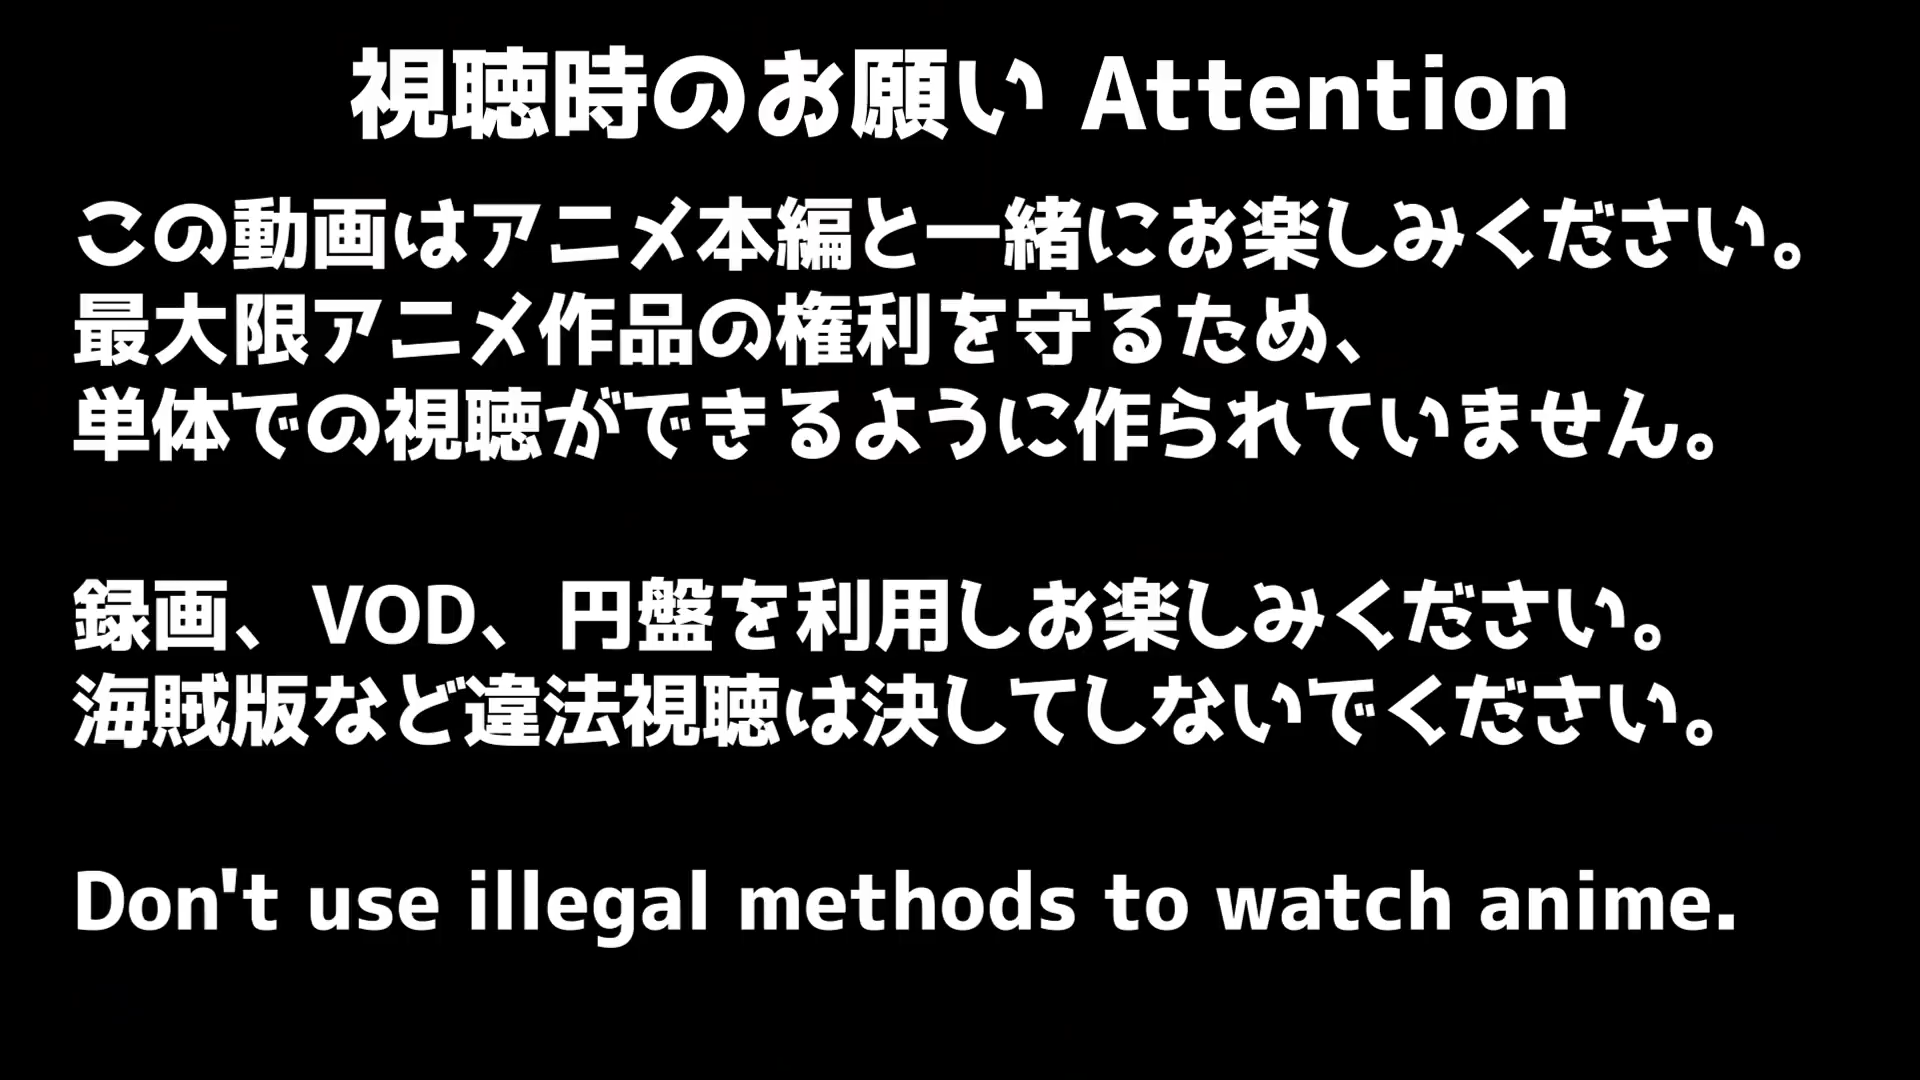 視聴時のお願い Attention
この動画はアニメ本編と一緒にお楽しみください。
最大限アニメ作品の権利を守るため、
単体での視聴ができるように作られていません。
録画、VOD、円盤を利用しお楽しみください。
海賊版など違法視聴は決してしないでください。
Don't use illegal methods to watch anime.